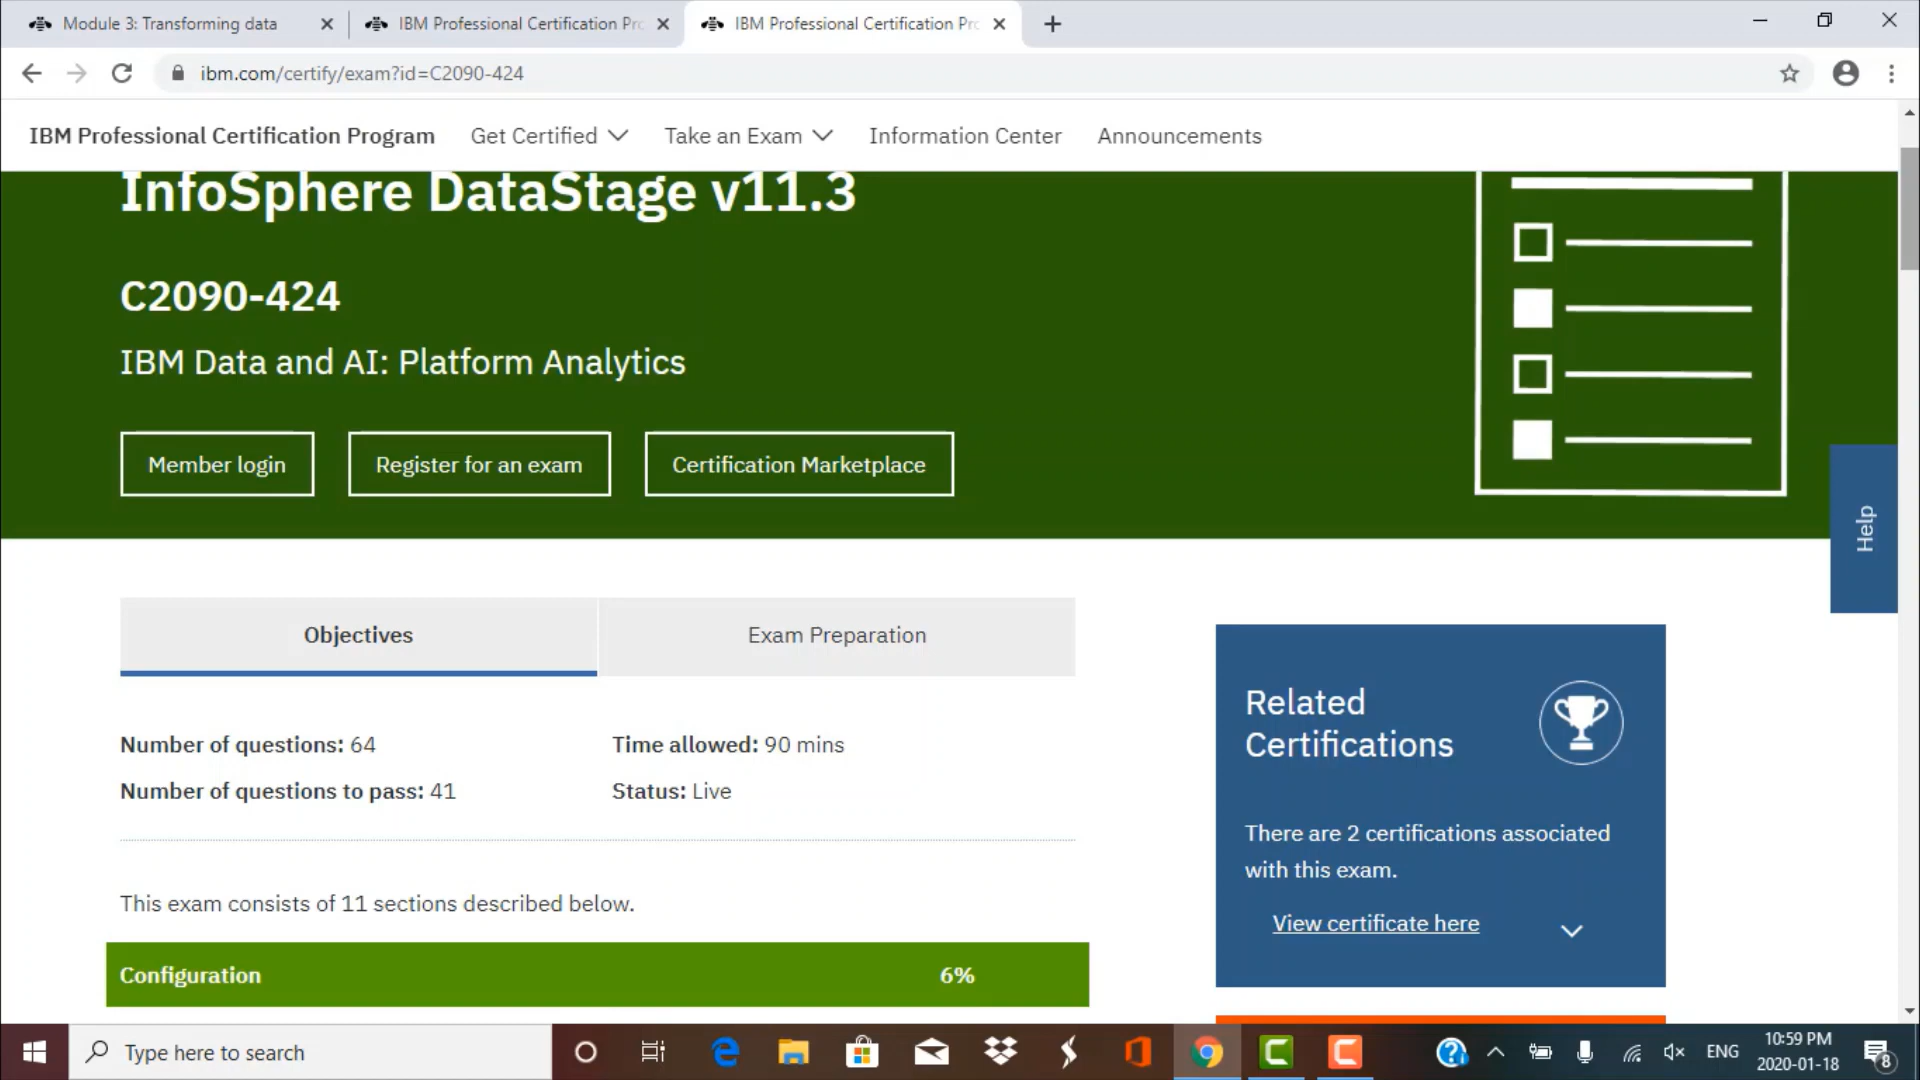 Module 3: Transforming data
IBM Professional Certification Pr
IBM Professional Certification Pr
ibm.com/certify/exam?id=C2090-424
IBM Professional Certification Program
Get Certified
Take an Exam
Information Center
Announcements
InfoSphere DataStage v11.3
C2090-424
IBM Data and AI: Platform Analytics
Member login
Register for an exam
Certification Marketplace
Help
Objectives
Exam Preparation
Number of questions: 64
Time allowed: 90 mins
Number of questions to pass: 41
Status: Live
This exam consists of 11 sections described below.
Configuration 6%
Related
Certifications
There are 2 certifications associated
with this exam.
View certificate here
Type here to search
ENG
10:59 PM
2020-01-18
8